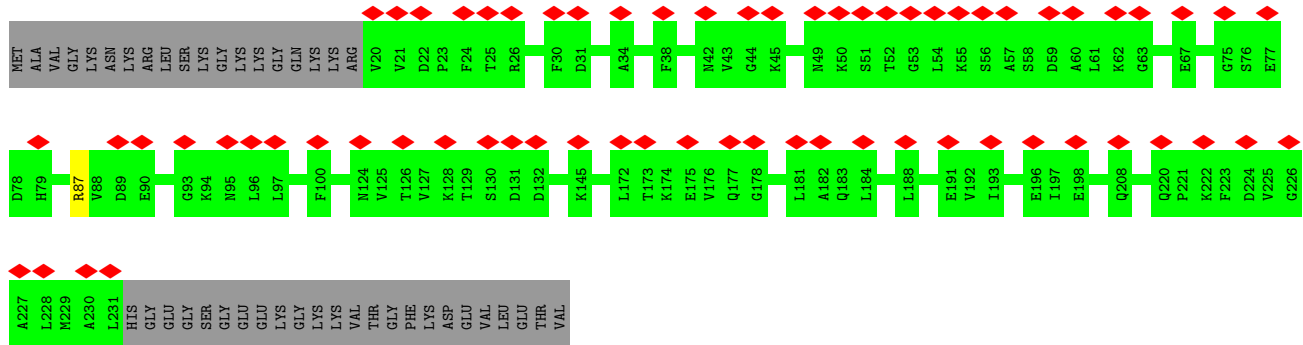 MET ALA VAL GLY LYS ASN LYS ARG LEU SER LYS GLY LYS LYS GLY GLN LYS LYS ARG V20 V21 D22 P23 F24 T25 R26 F30 D31 A34 F38 N42 V43 G44 K45 N49 K50 S51 T52 G53 L54 K55 S56 A57 S58 D59 A60 L61 K62 G63 E67 G75 S76 E77
D78 H79 R87 V88 D89 E90 G93 K94 N95 L96 L97 F100 N124 V125 T126 V127 K128 T129 S130 D131 D132 K145 L172 T173 K174 E175 V176 Q177 G178 L181 A182 Q183 L184 L188 E191 V192 I193 E196 I197 E198 Q208 Q220 P221 K222 F223 D224 V225 G226
A227 L228 M229 A230 L231 HIS GLY GLU GLY SER GLY GLU GLU LYS GLY LYS LYS VAL THR GLY PHE LYS ASP GLU VAL LEU GLU THR VAL